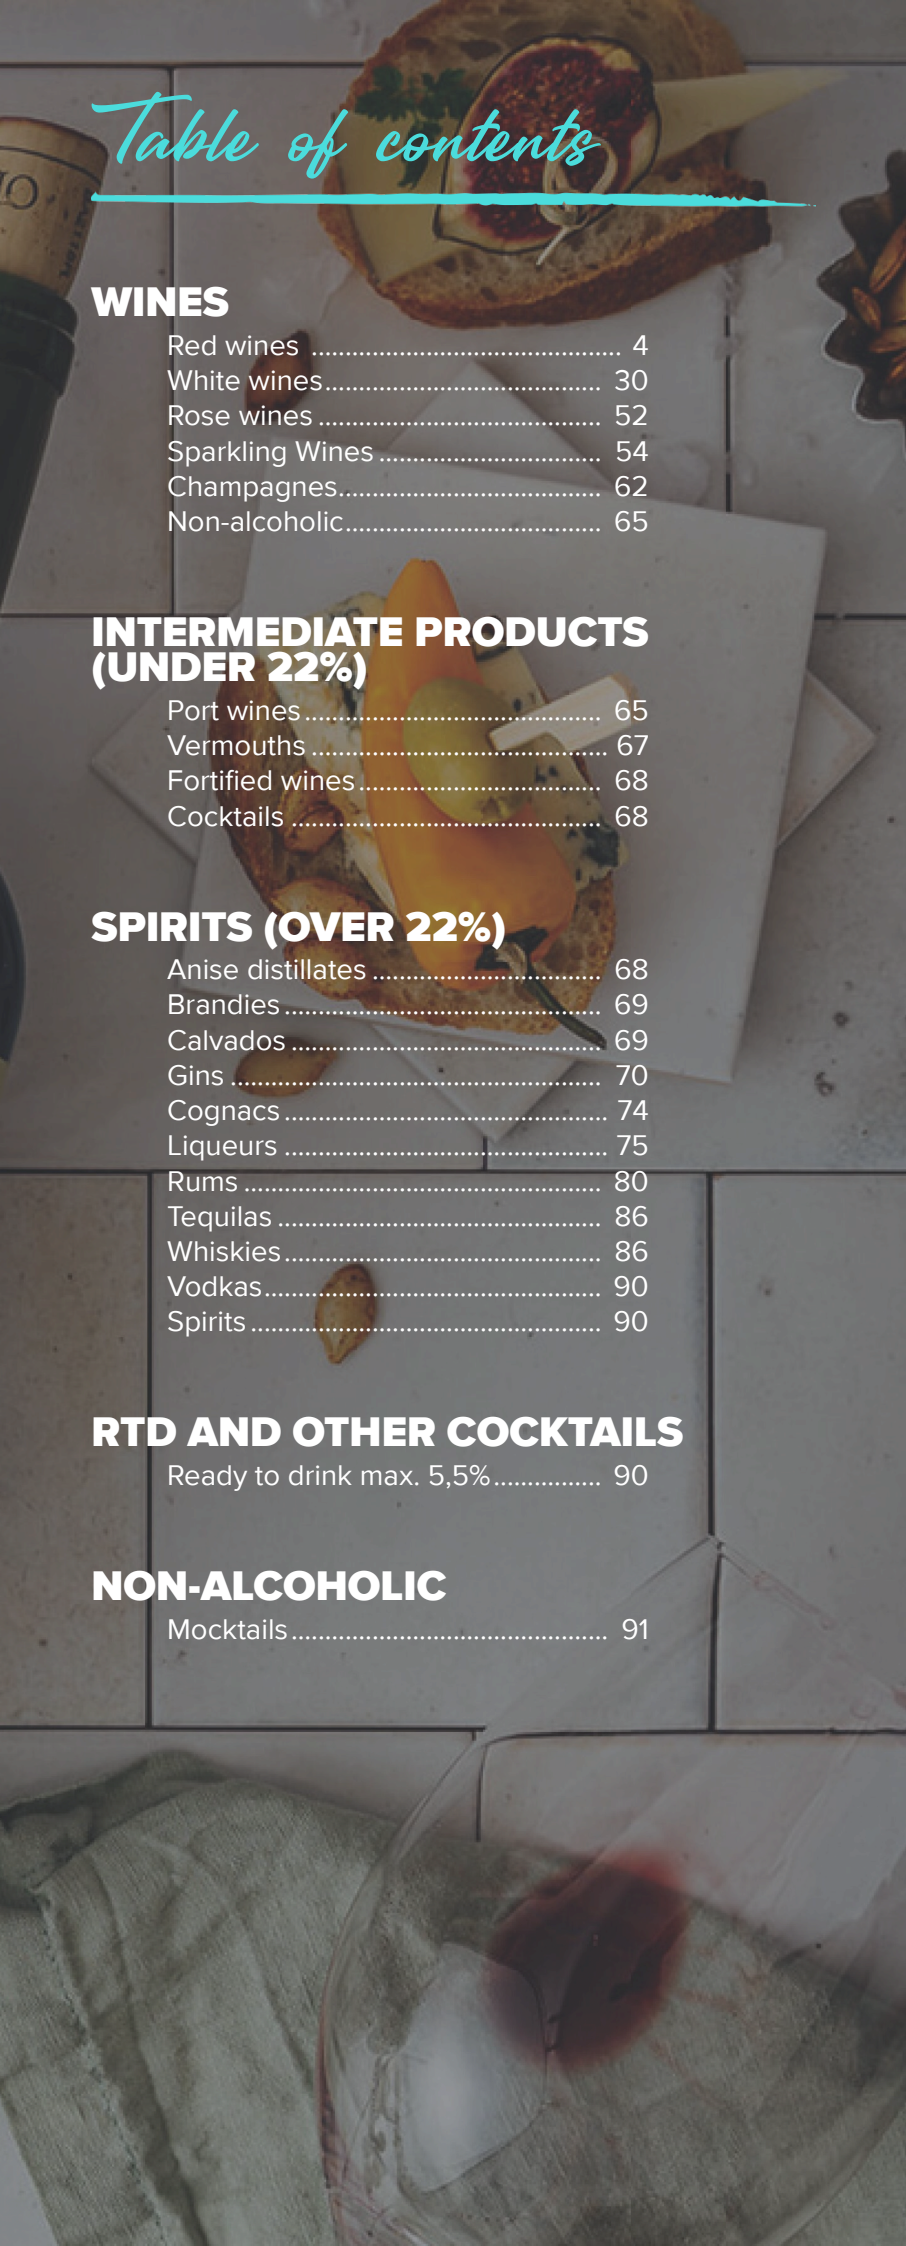 Table of contents
WINES
Red wines .............................................. 4
White wines......................................... 30
Rose wines .......................................... 52
Sparkling Wines ................................. 54
Champagnes....................................... 62
Non-alcoholic...................................... 65
INTERMEDIATE PRODUCTS
(UNDER 22%)
Port wines ............................................ 65
Vermouths ............................................ 67
Fortified wines .................................... 68
Cocktails .............................................. 68
SPIRITS (OVER 22%)
Anise distillates .................................. 68
Brandies ............................................... 69
Calvados .............................................. 69
Gins ....................................................... 70
Cognacs ................................................ 74
Liqueurs ................................................ 75
Rums ..................................................... 80
Tequilas ................................................ 86
Whiskies ............................................... 86
Vodkas.................................................. 90
Spirits .................................................... 90
RTD AND OTHER COCKTAILS
Ready to drink max. 5,5%................ 90
NON-ALCOHOLIC
Mocktails ............................................... 91